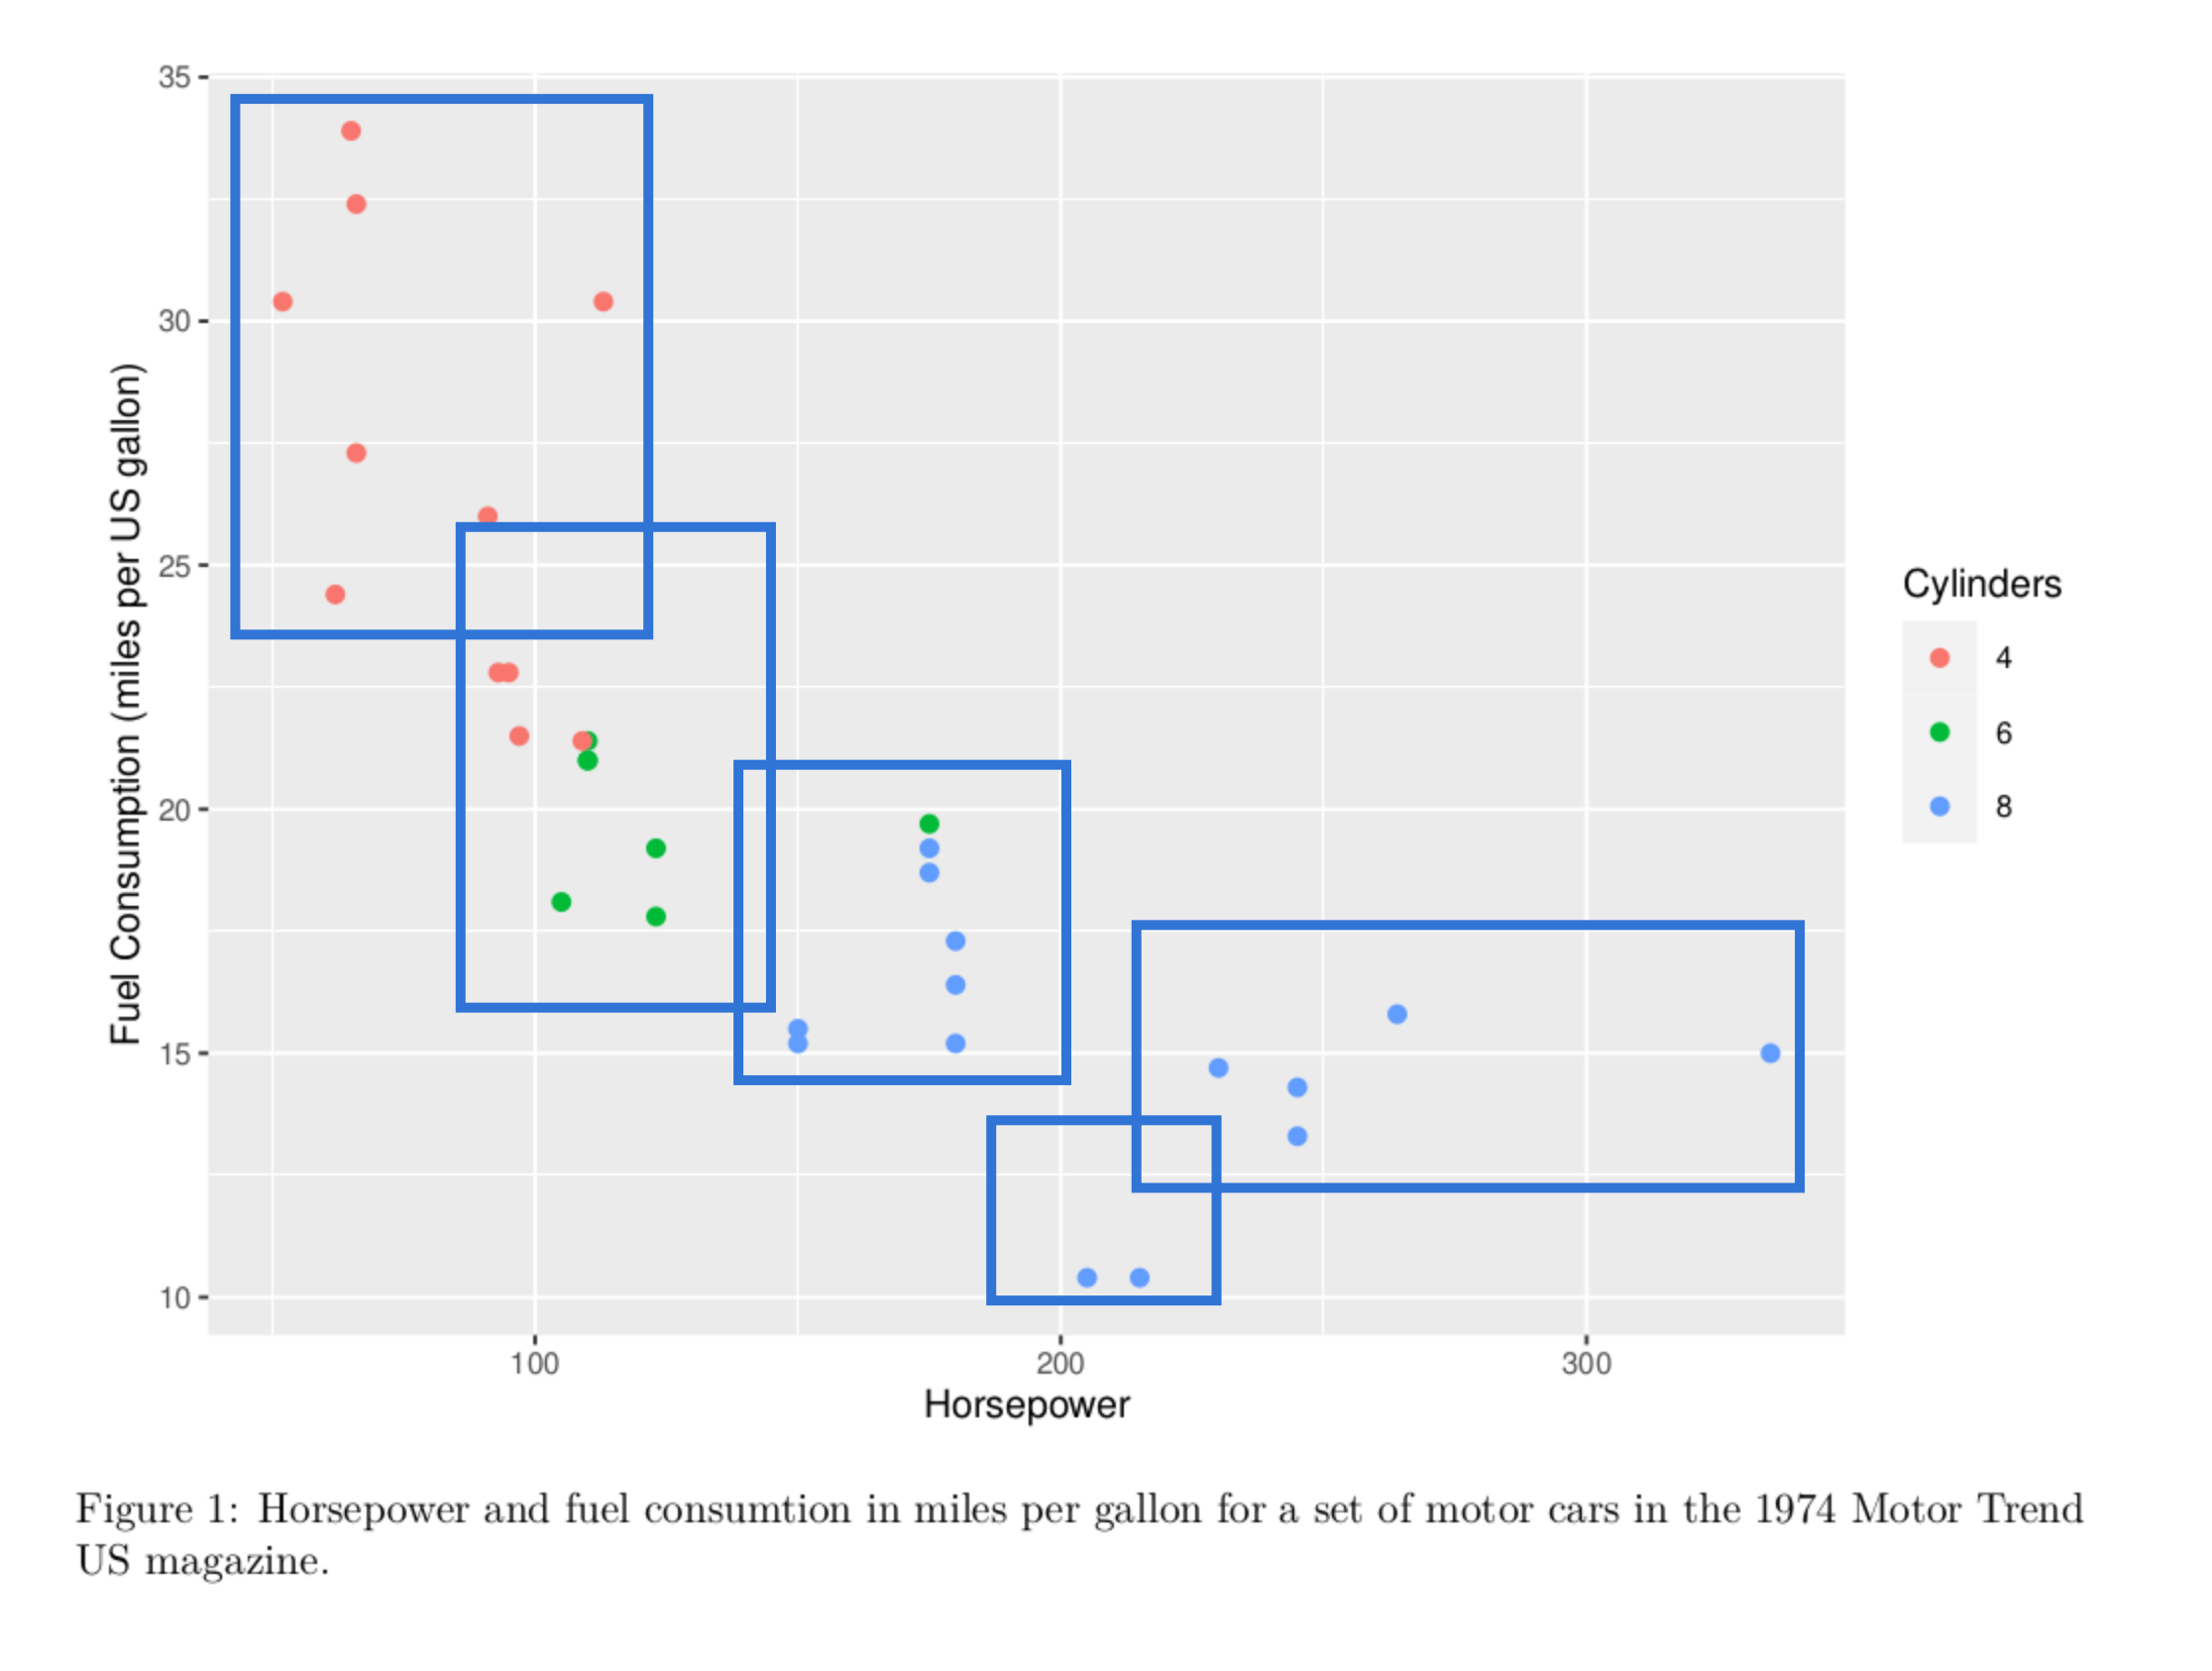 35
30
25
20
15
10
Fuel Consumption (miles per US gallon)
100
200
300
Horsepower
Cylinders
4
6
8
Figure 1: Horsepower and fuel consumtion in miles per gallon for a set of motor cars in the 1974 Motor Trend
US magazine.